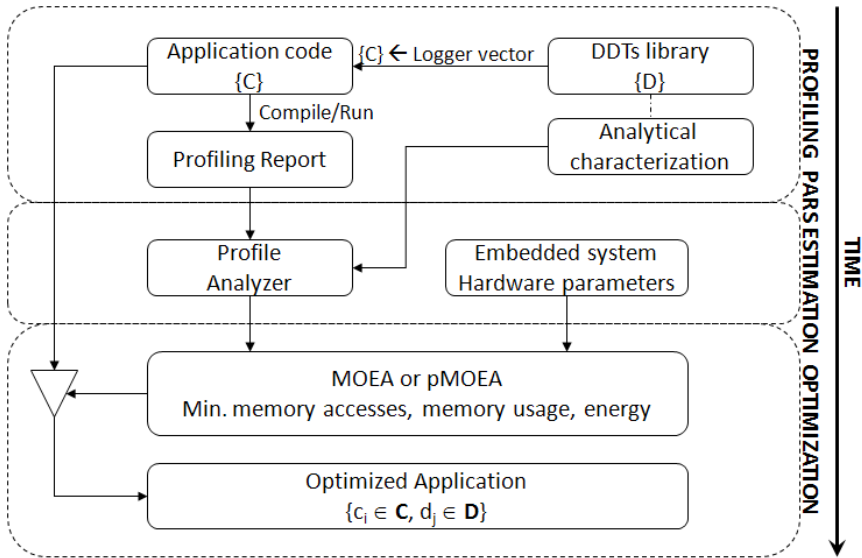 Application code
{C}
{C} ← Logger vector
DDTs library
{D}
Compile/Run
Profiling Report
Analytical
characterization
PROFILING
Profile
Analyzer
Embedded system
Hardware parameters
PARS ESTIMATION
MOEA or pMOEA
Min. memory accesses, memory usage, energy
Optimized Application
{cᵢ ∈ C, dⱼ ∈ D}
OPTIMIZATION
TIME